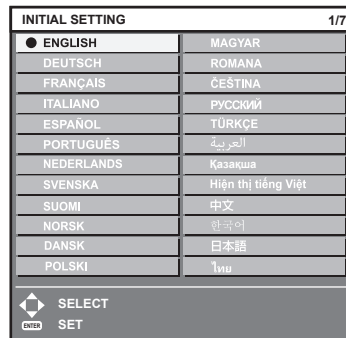 INITIAL SETTING 1/7
ENGLISH
DEUTSCH
FRANÇAIS
ITALIANO
ESPAÑOL
PORTUGUÊS
NEDERLANDS
SVENSKA
SUOMI
NORSK
DANSK
POLSKI
MAGYAR
ROMANA
ČEŠTINA
РУССКИЙ
TÜRKÇE
العربية
Қазақша
Hiện thị tiếng Việt
中文
한국어
日本語
ไทย
SELECT
ENTER SET